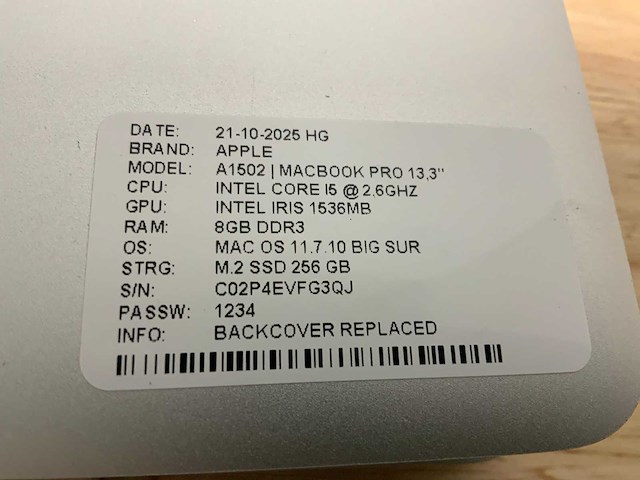 DATE: 21-10-2025 HG
BRAND: APPLE
MODEL: A1502 | MACBOOK PRO 13,3"
CPU: INTEL CORE I5 @ 2,6GHZ
GPU: INTEL IRIS 1536MB
RAM: 8GB DDR3
OS: MAC OS 11.7.10 BIG SUR
STRG: M.2 SSD 256 GB
S/N: C02P4EVFG3QJ
PASSW: 1234
INFO: BACKCOVER REPLACED